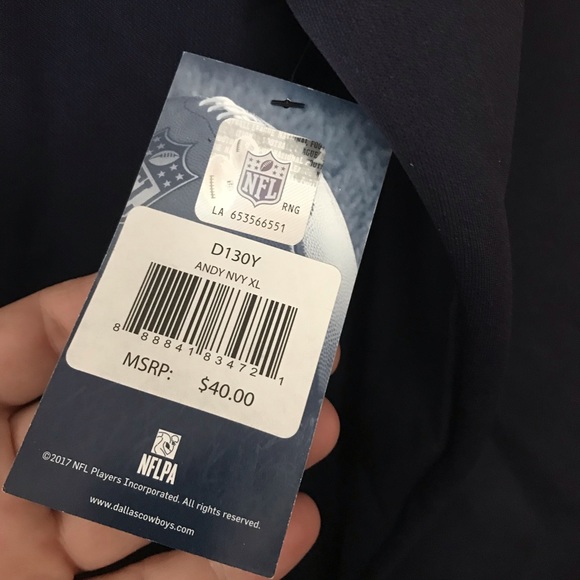 NFL
RNG
LA 653566551
D130Y
ANDY NVY XL
8 88841 83472 1
MSRP: $40.00
NFLPA
©2017 NFL Players Incorporated. All rights reserved.
www.dallascowboys.com